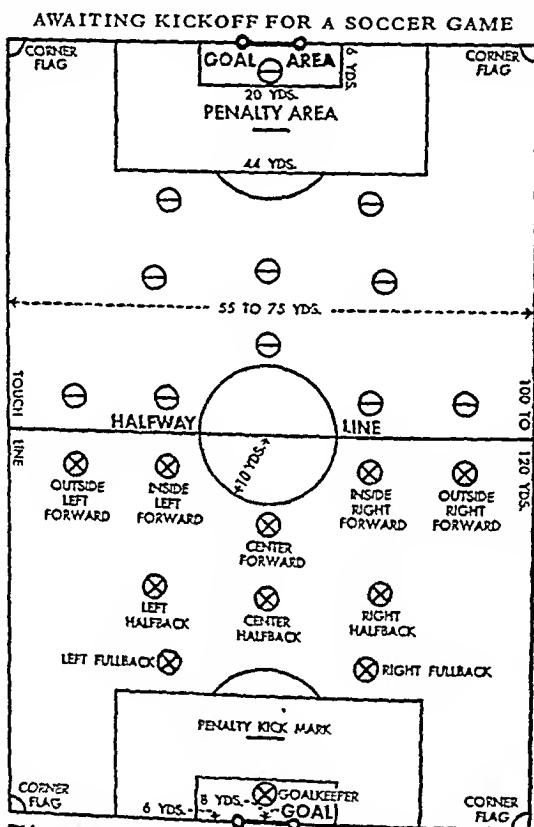 AWAITING KICKOFF FOR A SOCCER GAME
CORNER
FLAG
GOAL AREA
6 YDS.
CORNER
FLAG
20 YDS.
PENALTY AREA
44 YDS.
55 TO 75 YDS.
TOUCH
LINE
100 TO
120 YDS.
HALFWAY LINE
10 YDS.
OUTSIDE
LEFT
FORWARD
INSIDE
LEFT
FORWARD
INSIDE
RIGHT
FORWARD
OUTSIDE
RIGHT
FORWARD
CENTER
FORWARD
LEFT
HALFBACK
CENTER
HALFBACK
RIGHT
HALFBACK
LEFT FULLBACK
RIGHT FULLBACK
PENALTY KICK MARK
CORNER
FLAG
GOALKEEPER
6 YDS.
8 YDS.
GOAL
CORNER
FLAG